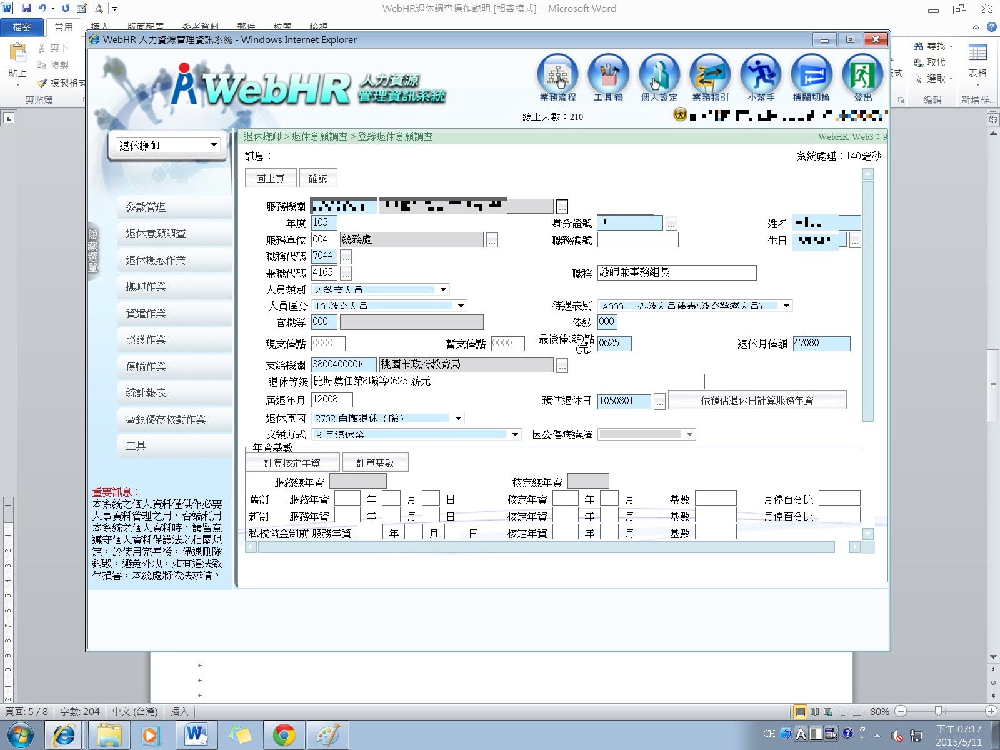 WebHR退休調查操作說明 [相容模式] - Microsoft Word
檔案 常用 插入 版面配置 參考資料 郵件 校閱 檢視
貼上 剪下 複製 複製格式 剪貼簿
尋找 取代 選取 編輯 表格 新增群...
WebHR 人力資源管理資訊系統 - Windows Internet Explorer
WebHR 人力資源
管理資訊系統
業務流程 工具箱 個人設定 業務指引 小幫手 機關切換 登出
線上人數：210
退休撫卹
退休撫卹 > 退休意願調查 > 登錄退休意願調查 WebHR-Web3：9
訊息： 系統處理：140毫秒
回上頁 確認
參數管理
退休意願調查
退休撫慰作業
撫卹作業
資遣作業
照護作業
傳輸作業
統計報表
臺銀優存核對作業
工具
隱藏選單
重要訊息：
本系統之個人資料僅供作必要
人事資料管理之用，台端利用
本系統之個人資料時，請留意
遵守個人資料保護法之相關規
定，於使用完畢後，儘速刪除
銷毀，避免外洩，如有違法致
生損害，本總處將依法求償。
服務機關 ...
年度 105 身分證號 ... 姓名
服務單位 004 總務處 ... 職務編號 生日 ...
職稱代碼 7044 ...
兼職代碼 4165 ... 職稱 教師兼事務組長
人員類別 2 教育人員
人員區分 10 教育人員 待遇表別 A00011 公教人員俸表(教育警察人員)
官職等 000 俸級 000
現支俸點 0000 暫支俸點 0000 最後俸(薪)點(元) 0625 退休月俸額 47080
支給機關 380040000E 桃園市政府教育局 ...
退休等級 比照薦任第8職等0625 薪元
屆退年月 12008 預估退休日 1050801 ... 依預估退休日計算服務年資
退休原因 2702 自願退休（職）
支領方式 B 月退休金 因公傷病選擇
年資基數
計算核定年資 計算基數
服務總年資 核定總年資
舊制 服務年資 年 月 日 核定年資 年 月 基數 月俸百分比
新制 服務年資 年 月 日 核定年資 年 月 基數 月俸百分比
私校儲金制前 服務年資 年 月 日 核定年資 年 月 基數
頁面: 5 / 8 字數: 204 中文 (台灣) 插入 80%
CH 下午 07:17
2015/5/11